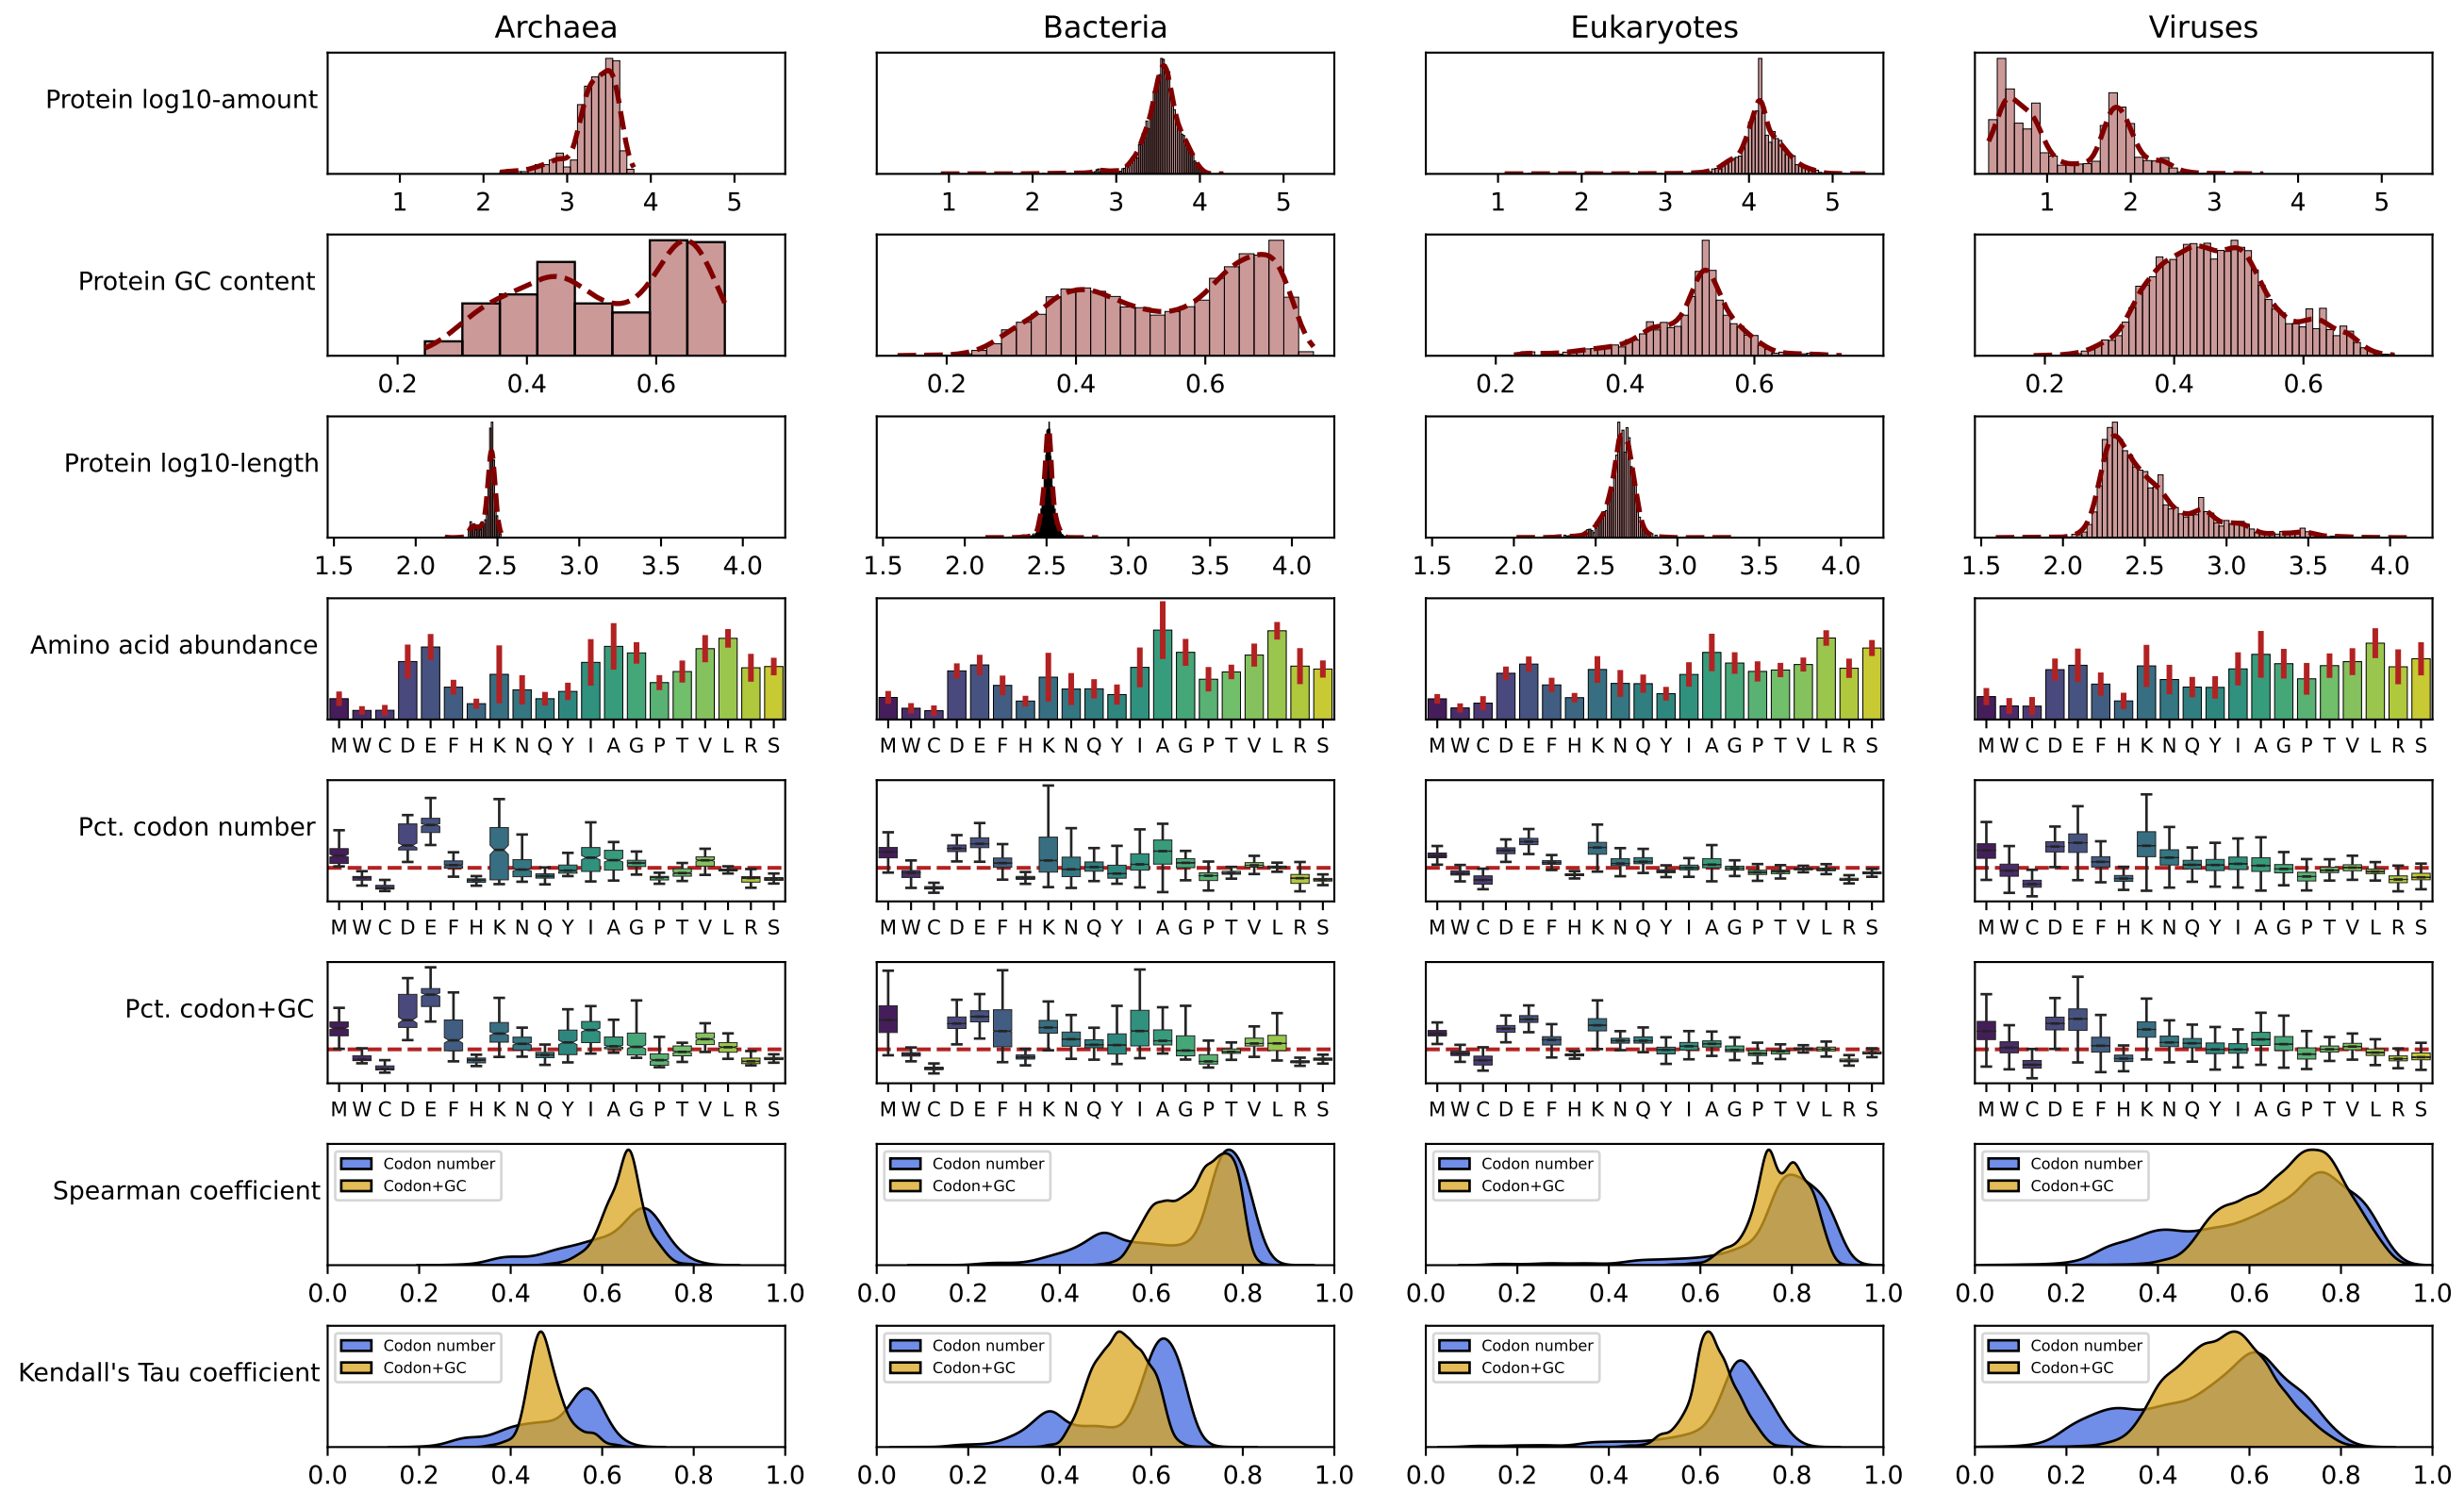 Archaea Bacteria Eukaryotes Viruses
Protein log10-amount
1 2 3 4 5 1 2 3 4 5 1 2 3 4 5 1 2 3 4 5
Protein GC content
0.2 0.4 0.6 0.2 0.4 0.6 0.2 0.4 0.6 0.2 0.4 0.6
Protein log10-length
1.5 2.0 2.5 3.0 3.5 4.0 1.5 2.0 2.5 3.0 3.5 4.0 1.5 2.0 2.5 3.0 3.5 4.0 1.5 2.0 2.5 3.0 3.5 4.0
Amino acid abundance
M W C D E F H K N Q Y I A G P T V L R S M W C D E F H K N Q Y I A G P T V L R S M W C D E F H K N Q Y I A G P T V L R S M W C D E F H K N Q Y I A G P T V L R S
Pct. codon number
M W C D E F H K N Q Y I A G P T V L R S M W C D E F H K N Q Y I A G P T V L R S M W C D E F H K N Q Y I A G P T V L R S M W C D E F H K N Q Y I A G P T V L R S
Pct. codon+GC
M W C D E F H K N Q Y I A G P T V L R S M W C D E F H K N Q Y I A G P T V L R S M W C D E F H K N Q Y I A G P T V L R S M W C D E F H K N Q Y I A G P T V L R S
Codon number Codon number Codon number Codon number
Spearman coefficient Codon+GC Codon+GC Codon+GC Codon+GC
0.0 0.2 0.4 0.6 0.8 1.0 0.0 0.2 0.4 0.6 0.8 1.0 0.0 0.2 0.4 0.6 0.8 1.0 0.0 0.2 0.4 0.6 0.8 1.0
Codon number Codon number Codon number Codon number
Kendall's Tau coefficient Codon+GC Codon+GC Codon+GC Codon+GC
0.0 0.2 0.4 0.6 0.8 1.0 0.0 0.2 0.4 0.6 0.8 1.0 0.0 0.2 0.4 0.6 0.8 1.0 0.0 0.2 0.4 0.6 0.8 1.0